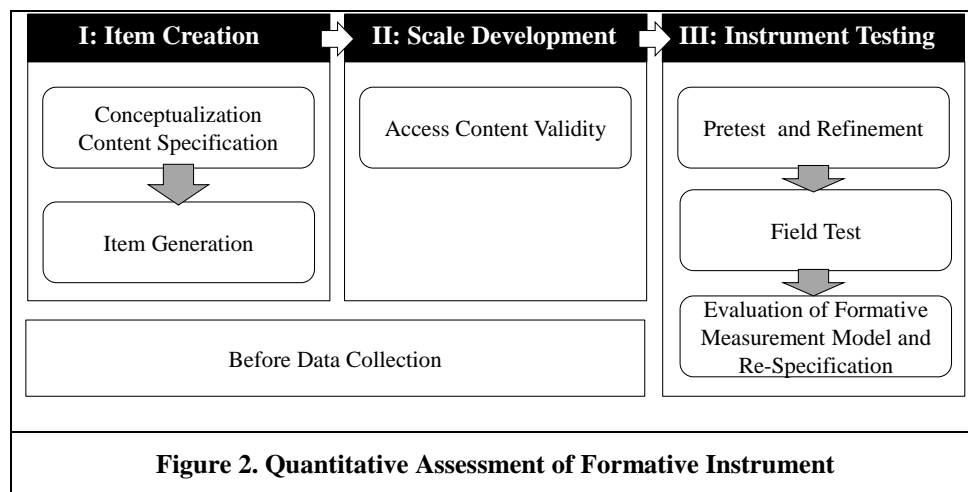 I: Item Creation
II: Scale Development
III: Instrument Testing
Conceptualization
Content Specification
Item Generation
Access Content Validity
Pretest and Refinement
Field Test
Evaluation of Formative
Measurement Model and
Re-Specification
Before Data Collection
Figure 2. Quantitative Assessment of Formative Instrument